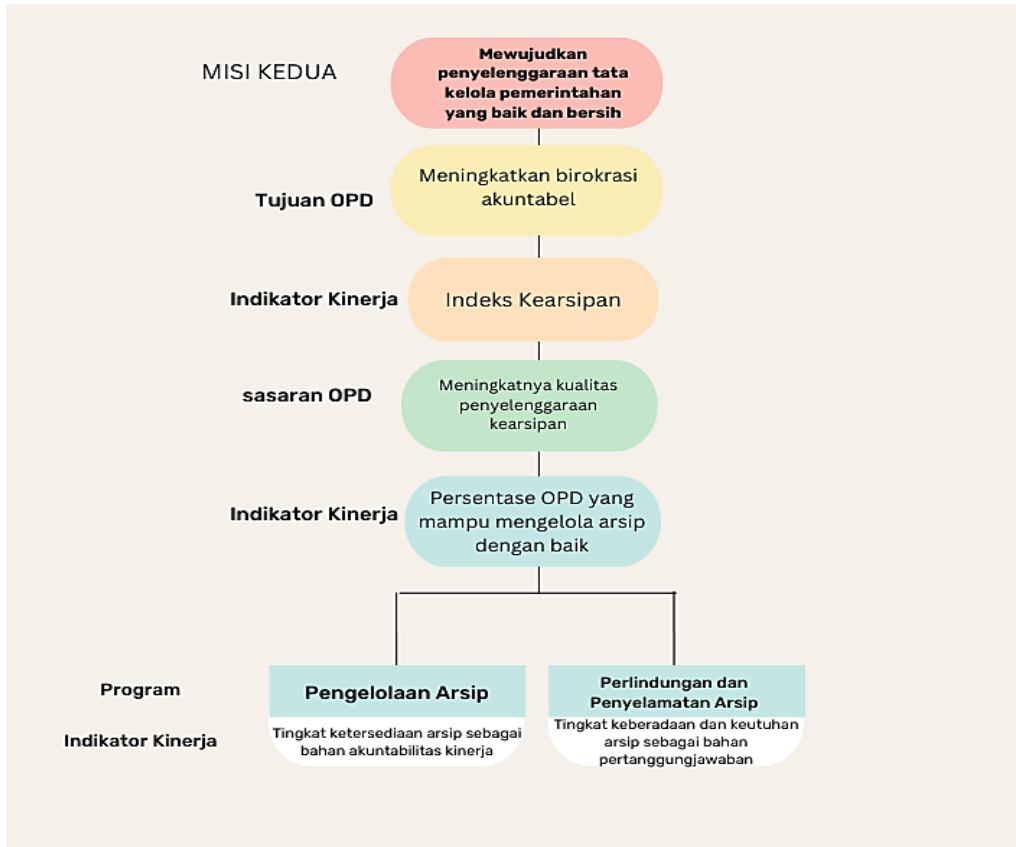 MISI KEDUA
Mewujudkan
penyelenggaraan tata
kelola pemerintahan
yang baik dan bersih
Tujuan OPD
Meningkatkan birokrasi
akuntabel
Indikator Kinerja
Indeks Kearsipan
sasaran OPD
Meningkatnya kualitas
penyelenggaraan
kearsipan
Indikator Kinerja
Persentase OPD yang
mampu mengelola arsip
dengan baik
Program
Pengelolaan Arsip
Perlindungan dan
Penyelamatan Arsip
Indikator Kinerja
Tingkat ketersediaan arsip sebagai
bahan akuntabilitas kinerja
Tingkat keberadaan dan keutuhan
arsip sebagai bahan
pertanggungjawaban